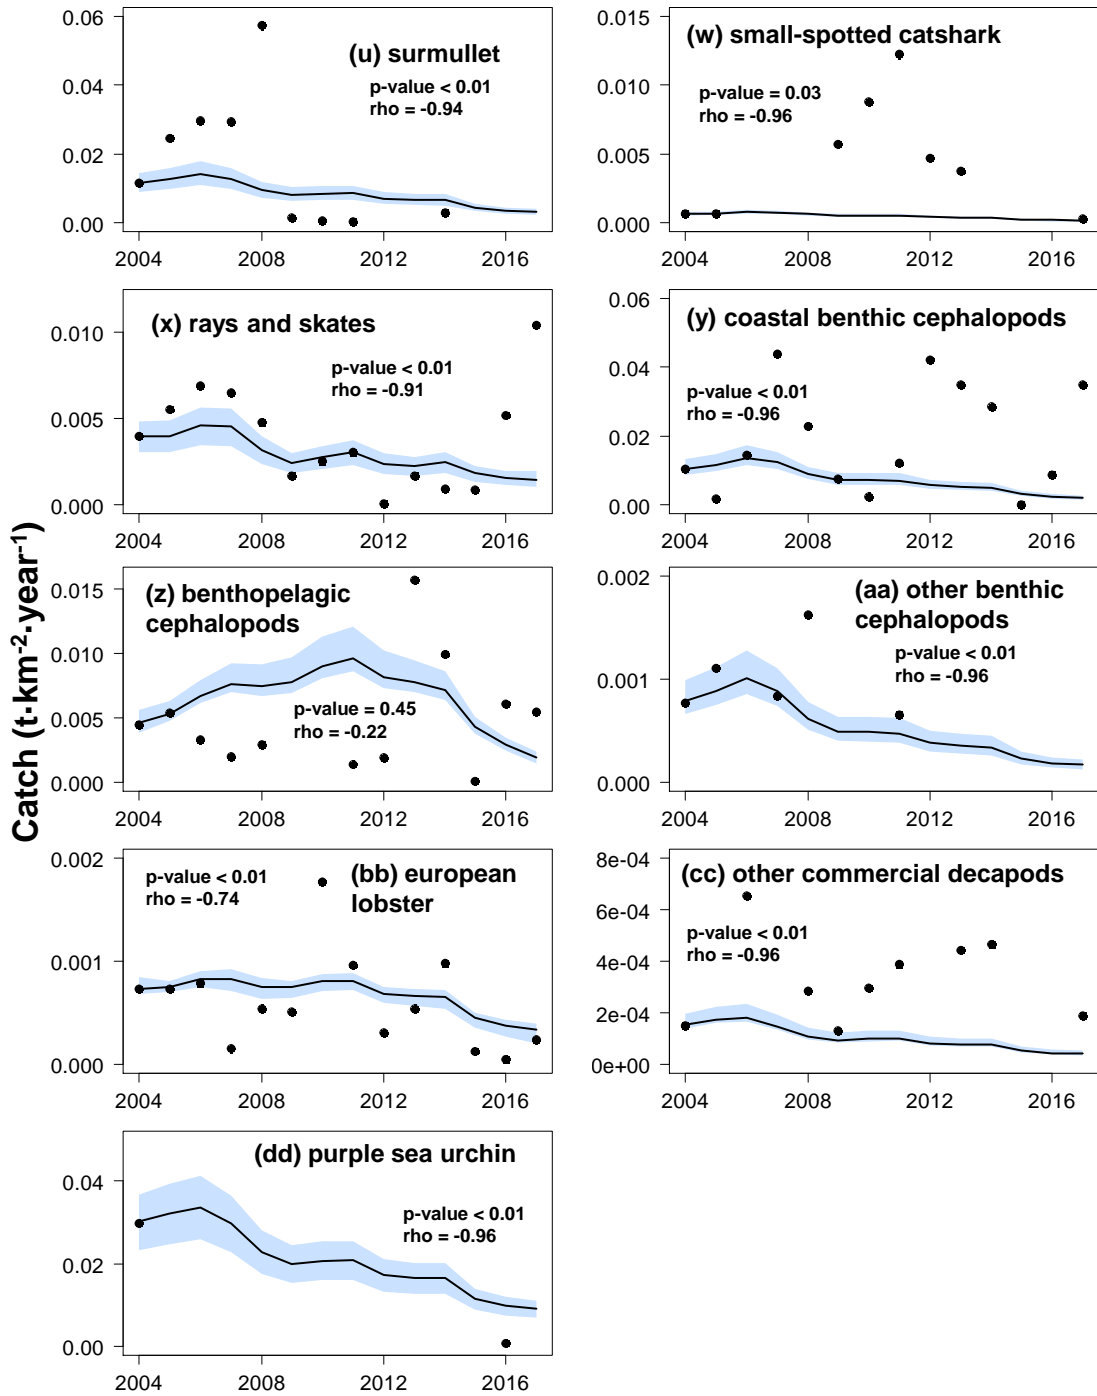 Catch (t·km-2·year-1)
0.06
0.04
0.02
0.00
(u) surmullet
p-value < 0.01
rho = -0.94
2004 2008 2012 2016
0.015
0.010
0.005
0.000
(w) small-spotted catshark
p-value = 0.03
rho = -0.96
2004 2008 2012 2016
0.010
0.005
0.000
(x) rays and skates
p-value < 0.01
rho = -0.91
2004 2008 2012 2016
0.06
0.04
0.02
0.00
(y) coastal benthic cephalopods
p-value < 0.01
rho = -0.96
2004 2008 2012 2016
0.015
0.010
0.005
0.000
(z) benthopelagic
cephalopods
p-value = 0.45
rho = -0.22
2004 2008 2012 2016
0.002
0.001
0.000
(aa) other benthic
cephalopods
p-value < 0.01
rho = -0.96
2004 2008 2012 2016
0.002
0.001
0.000
p-value < 0.01
rho = -0.74
(bb) european
lobster
2004 2008 2012 2016
8e-04
6e-04
4e-04
2e-04
0e+00
(cc) other commercial decapods
p-value < 0.01
rho = -0.96
2004 2008 2012 2016
0.04
0.02
0.00
(dd) purple sea urchin
p-value < 0.01
rho = -0.96
2004 2008 2012 2016